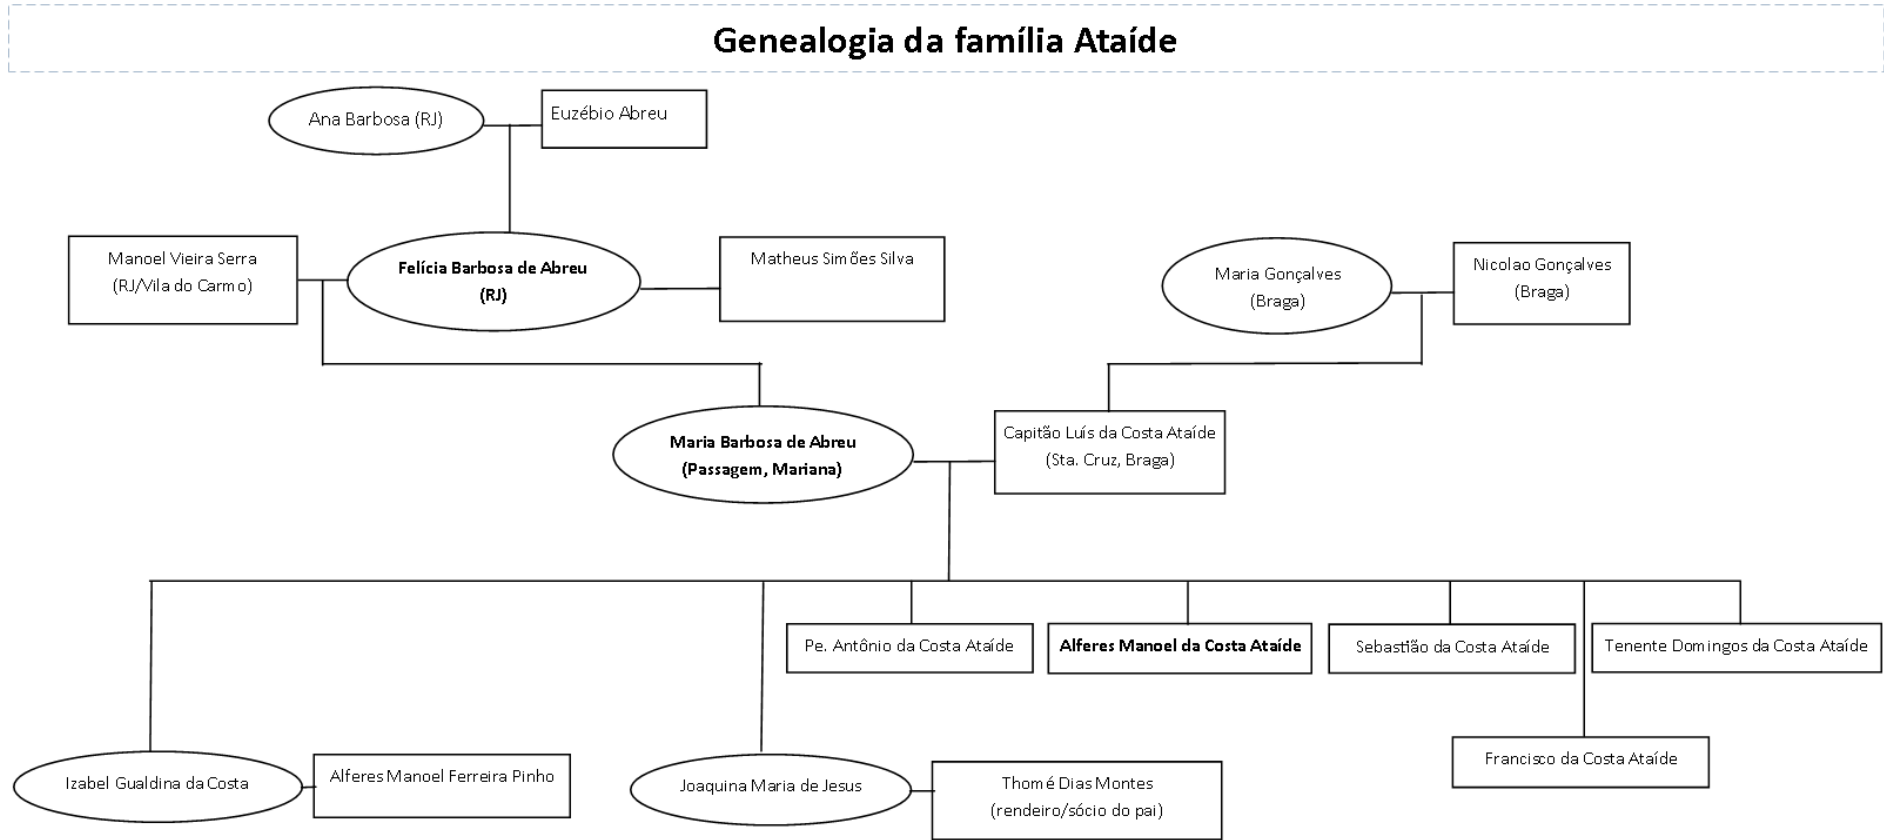 Genealogia da família Ataíde
Ana Barbosa (RJ)
Euzébio Abreu
Manoel Vieira Serra
(RJ/Vila do Carmo)
Felícia Barbosa de Abreu
(RJ)
Matheus Simões Silva
Maria Gonçalves
(Braga)
Nicolao Gonçalves
(Braga)
Maria Barbosa de Abreu
(Passagem, Mariana)
Capitão Luís da Costa Ataíde
(Sta. Cruz, Braga)
Pe. Antônio da Costa Ataíde
Alferes Manoel da Costa Ataíde
Sebastião da Costa Ataíde
Tenente Domingos da Costa Ataíde
Francisco da Costa Ataíde
Izabel Gualdina da Costa
Alferes Manoel Ferreira Pinho
Joaquina Maria de Jesus
Thomé Dias Montes
(rendeiro/sócio do pai)